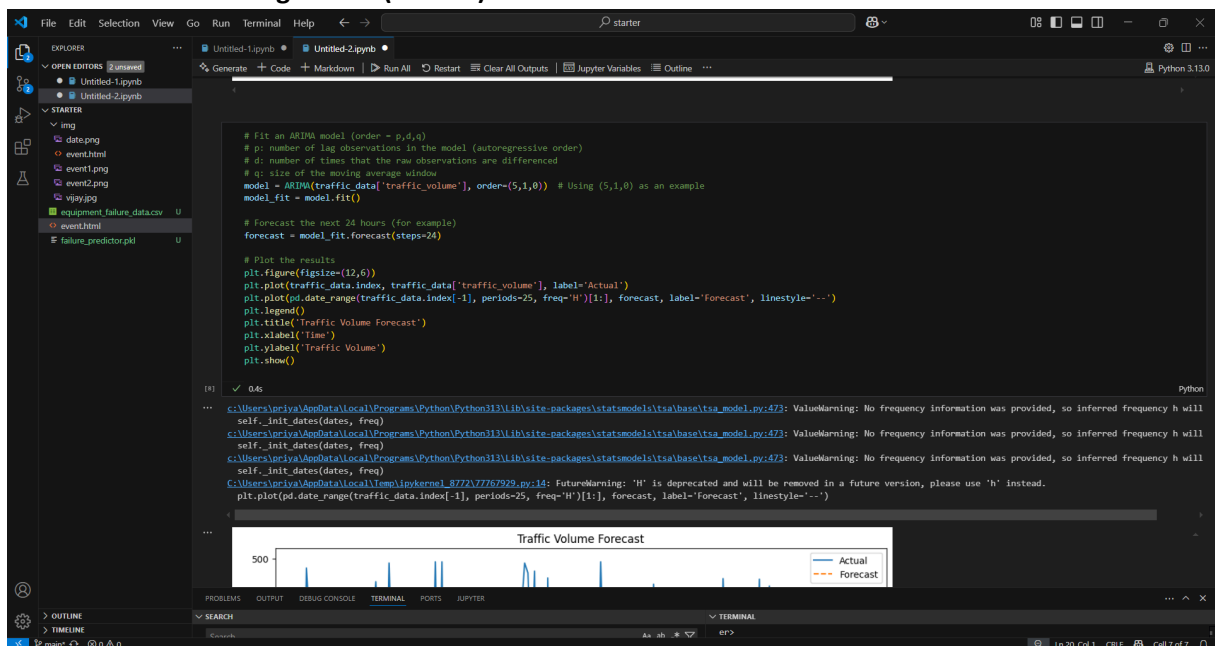 File Edit Selection View Go Run Terminal Help
starter
EXPLORER
OPEN EDITORS 2 unsaved
Untitled-1.ipynb
Untitled-2.ipynb
STARTER
img
date.png
event.html
event1.png
event2.png
vijay.jpg
equipment_failure_data.csv U
event.html
failure_predictor.pkl U
OUTLINE
TIMELINE
Untitled-1.ipynb Untitled-2.ipynb
Generate + Code + Markdown Run All Restart Clear All Outputs Jupyter Variables Outline ...
Python 3.13.0
# Fit an ARIMA model (order = p,d,q)
# p: number of lag observations in the model (autoregressive order)
# d: number of times that the raw observations are differenced
# q: size of the moving average window
model = ARIMA(traffic_data['traffic_volume'], order=(5,1,0)) # Using (5,1,0) as an example
model_fit = model.fit()
# Forecast the next 24 hours (for example)
forecast = model_fit.forecast(steps=24)
# Plot the results
plt.figure(figsize=(12,6))
plt.plot(traffic_data.index, traffic_data['traffic_volume'], label='Actual')
plt.plot(pd.date_range(traffic_data.index[-1], periods=25, freq='H')[1:], forecast, label='Forecast', linestyle='--')
plt.legend()
plt.title('Traffic Volume Forecast')
plt.xlabel('Time')
plt.ylabel('Traffic Volume')
plt.show()
[8] ✓ 0.4s
Python
... c:\Users\priya\AppData\Local\Programs\Python\Python313\Lib\site-packages\statsmodels\tsa\base\tsa_model.py:473: ValueWarning: No frequency information was provided, so inferred frequency h will
self._init_dates(dates, freq)
c:\Users\priya\AppData\Local\Programs\Python\Python313\Lib\site-packages\statsmodels\tsa\base\tsa_model.py:473: ValueWarning: No frequency information was provided, so inferred frequency h will
self._init_dates(dates, freq)
c:\Users\priya\AppData\Local\Programs\Python\Python313\Lib\site-packages\statsmodels\tsa\base\tsa_model.py:473: ValueWarning: No frequency information was provided, so inferred frequency h will
self._init_dates(dates, freq)
C:\Users\priya\AppData\Local\Temp\ipykernel_8772\77767929.py:14: FutureWarning: 'H' is deprecated and will be removed in a future version, please use 'h' instead.
plt.plot(pd.date_range(traffic_data.index[-1], periods=25, freq='H')[1:], forecast, label='Forecast', linestyle='--')
Traffic Volume Forecast
500
Actual
Forecast
PROBLEMS OUTPUT DEBUG CONSOLE TERMINAL PORTS JUPYTER
SEARCH
TERMINAL
Search
Aa ab .*
er>
main* 0 0
Ln 20, Col 1 CRLF Cell 7 of 7